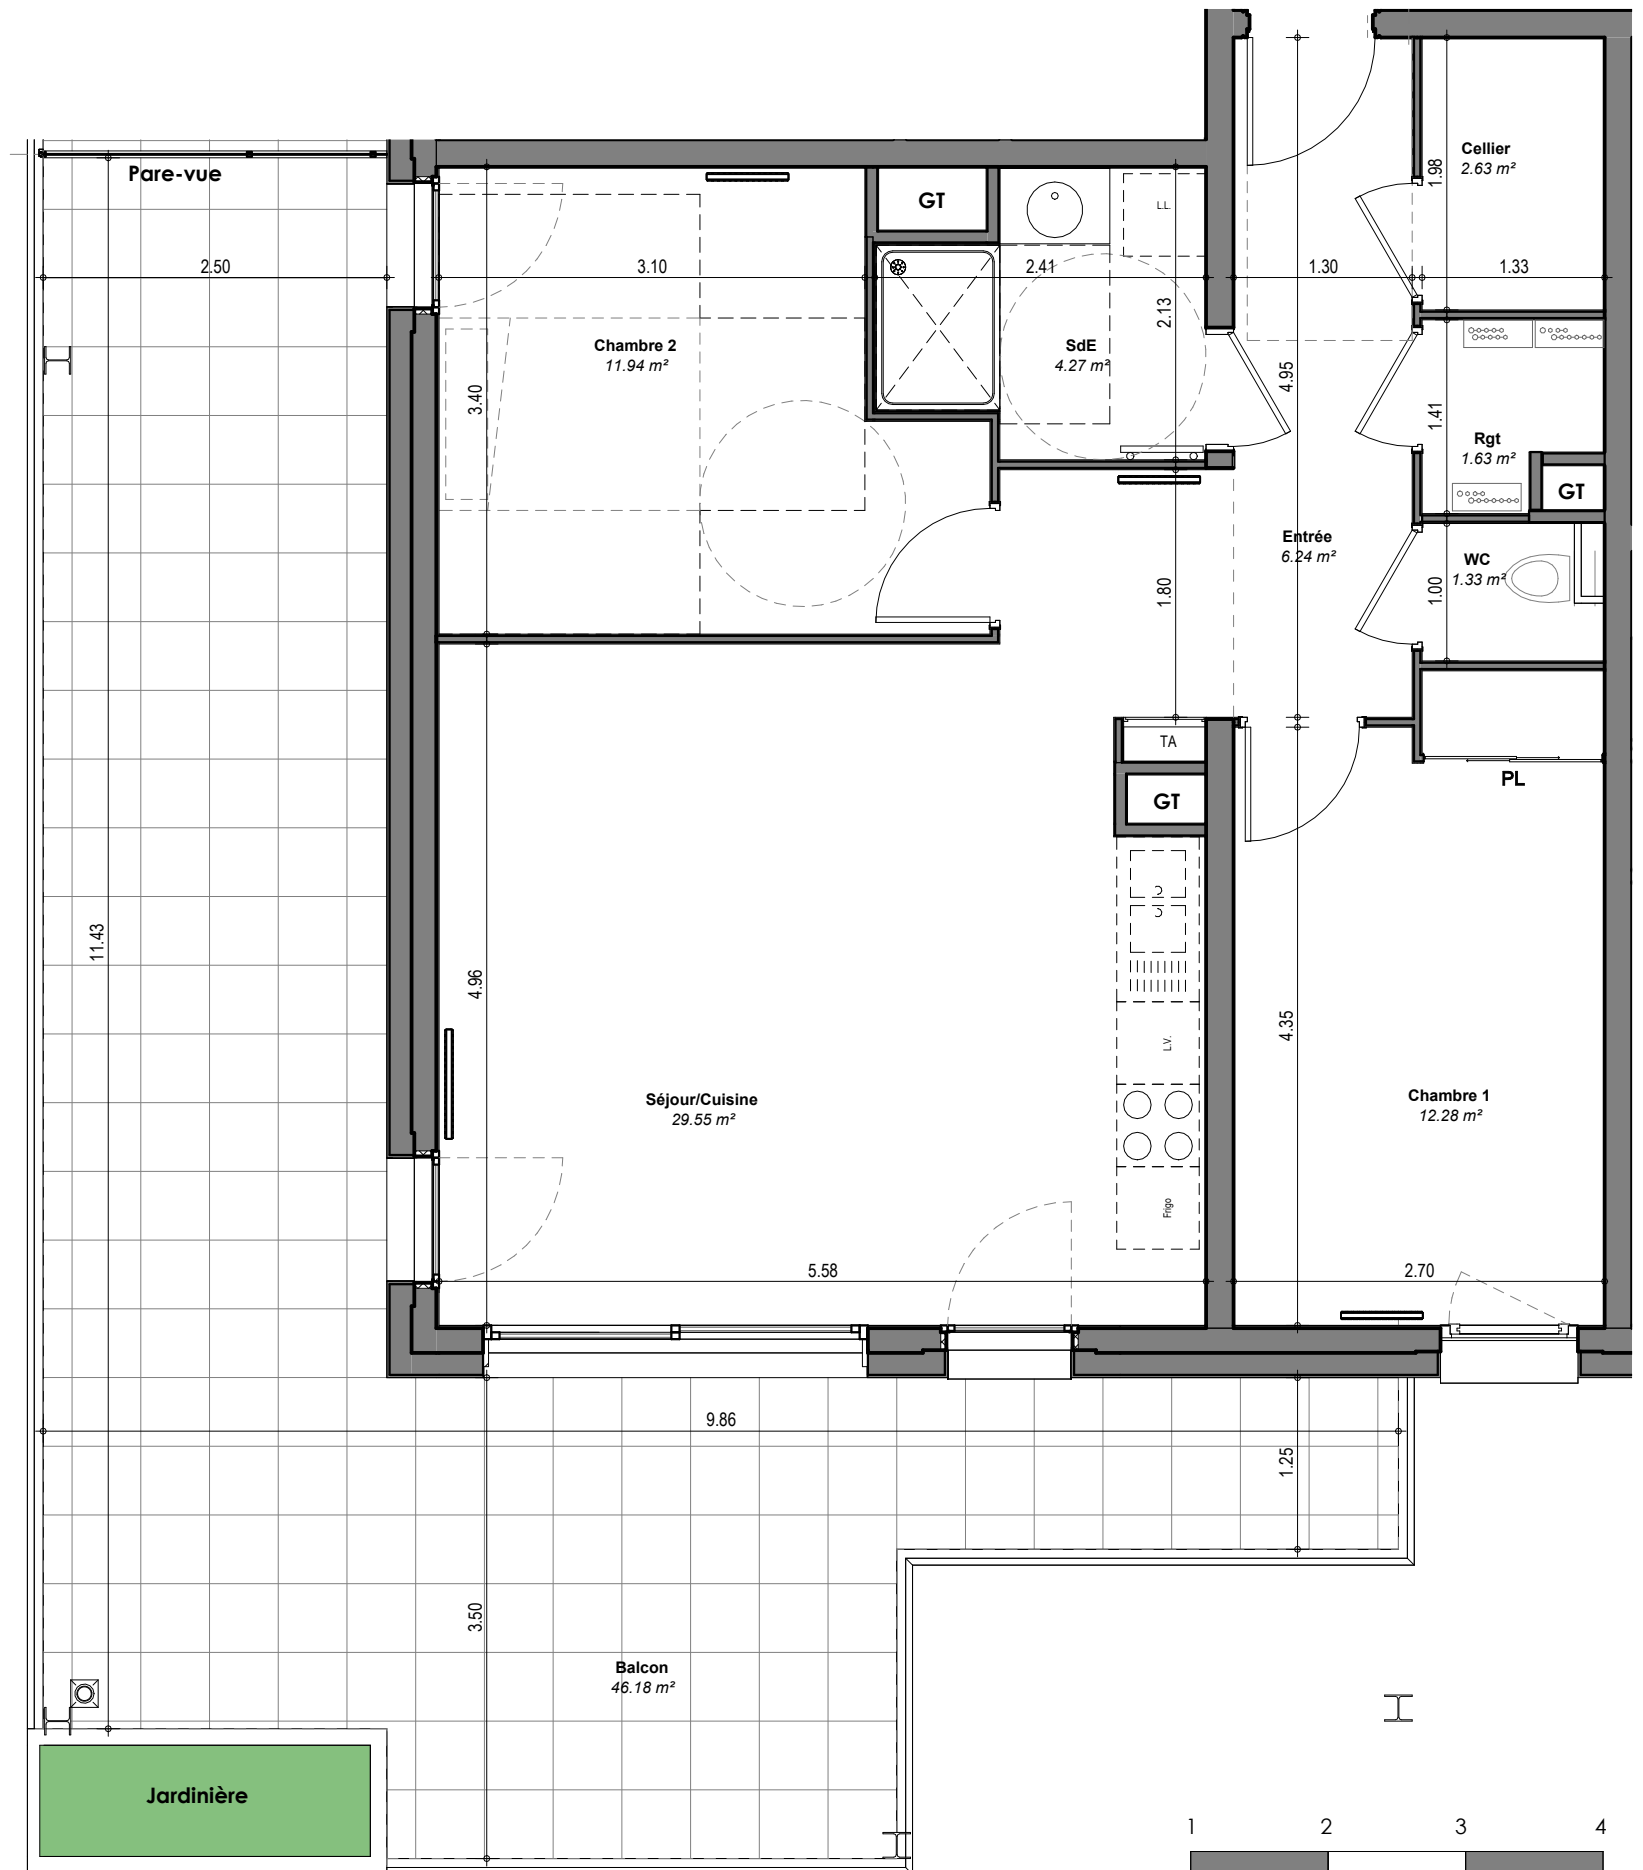 Cellier
2.63 m²
1.98
Pare-vue
GT
L.L.
2.50
3.10
2.41
1.30
1.33
2.13
Chambre 2
11.94 m²
SdE
4.27 m²
4.95
3.40
1.41
Rgt
1.63 m²
GT
Entrée
6.24 m²
WC
1.33 m²
1.80
1.00
TA
PL
GT
11.43
4.96
4.35
L.V.
Séjour/Cuisine
29.55 m²
Chambre 1
12.28 m²
Frigo
5.58
2.70
9.86
1.25
3.50
Balcon
46.18 m²
Jardinière
1 2 3 4